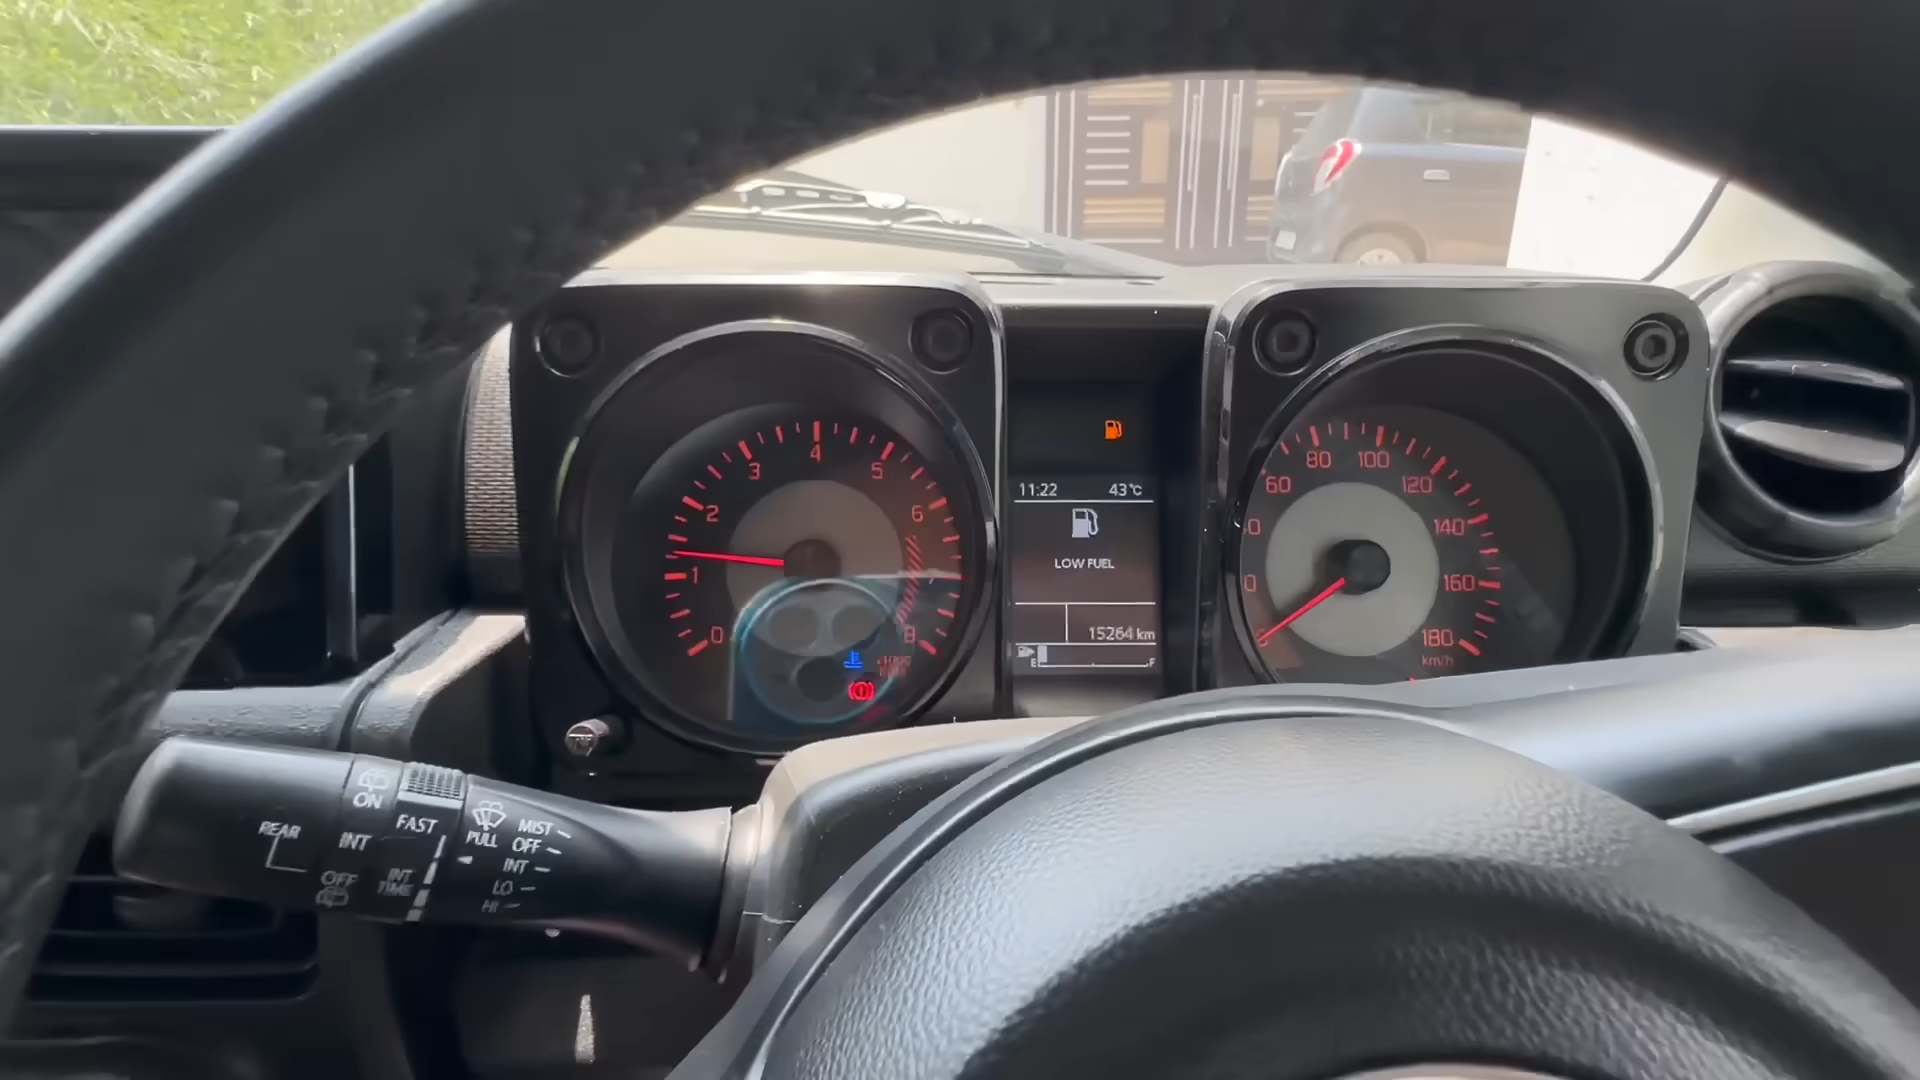 0
1
2
3
4
5
6
7
8
11:22 43°C
LOW FUEL
15264 km
E F
60
80
100
120
140
160
180
km/h
REAR
ON
INT
OFF
FAST
INT
TIME
PULL
MIST
OFF
INT
LO
HI